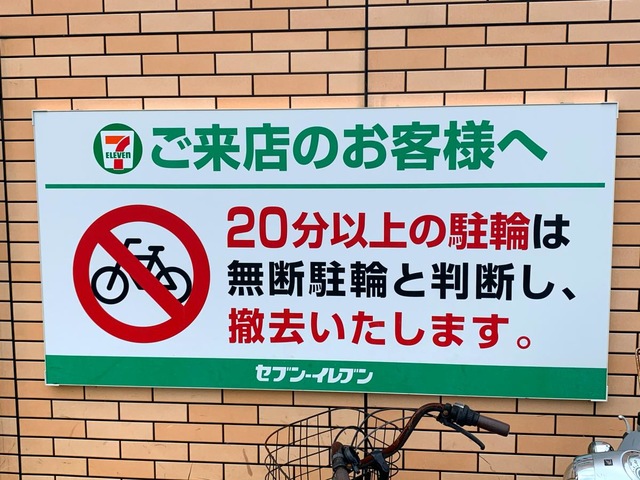 7
ELEVEN
ご来店のお客様へ
20分以上の駐輪は
無断駐輪と判断し、
撤去いたします。
セブン-イレブン